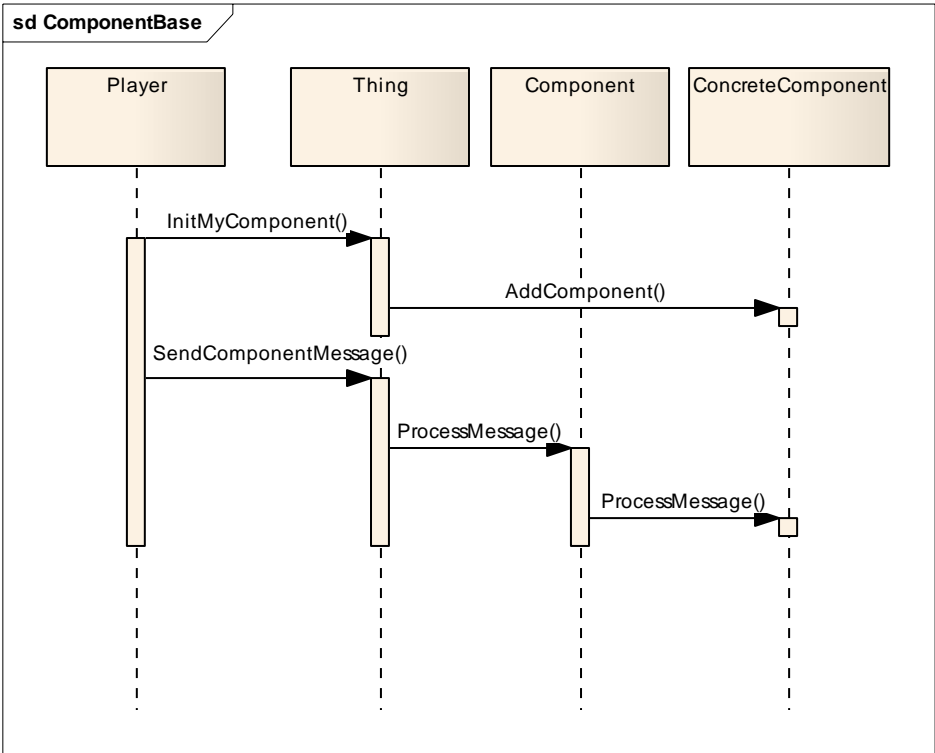 sd ComponentBase
Player
Thing
Component
ConcreteComponent
InitMyComponent()
AddComponent()
SendComponentMessage()
ProcessMessage()
ProcessMessage()